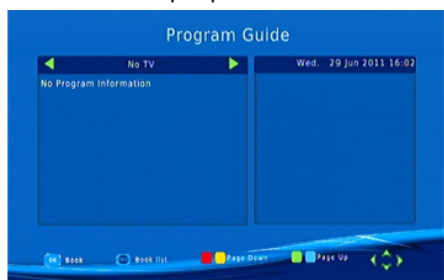 Program Guide
No TV
Wed. 29 Jun 2011 16:02
No Program Information
OK Book
Book list
Page Down
Page Up